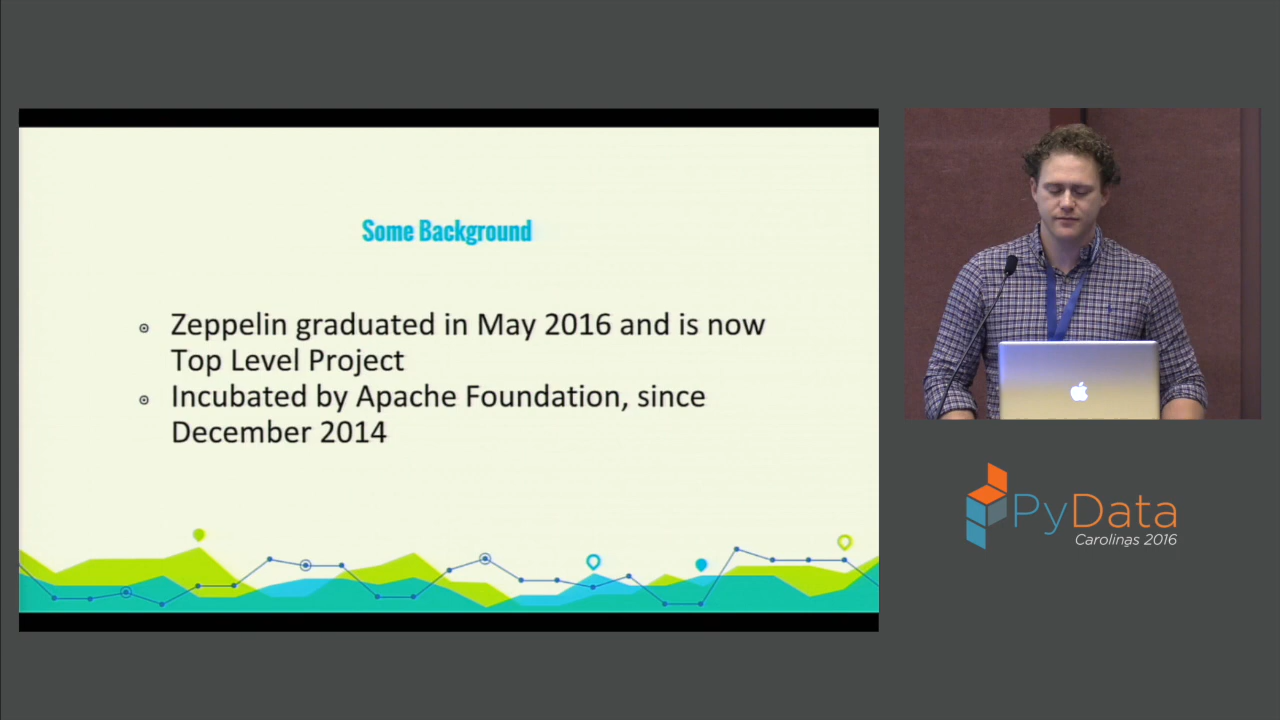 Some Background
Zeppelin graduated in May 2016 and is now
Top Level Project
Incubated by Apache Foundation, since
December 2014
PyData
Carolinas 2016